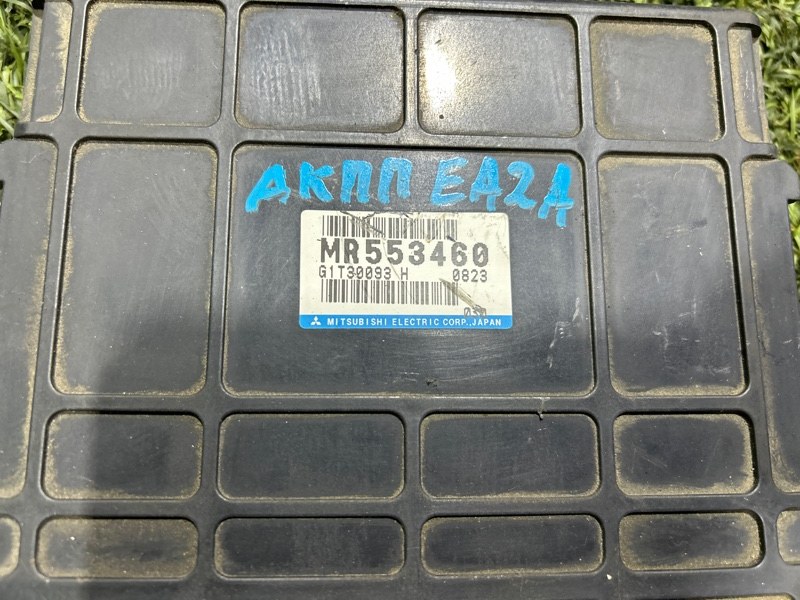 АКПП EA2A
MR553460
G1T30093 H 0823
MITSUBISHI ELECTRIC CORP.,JAPAN